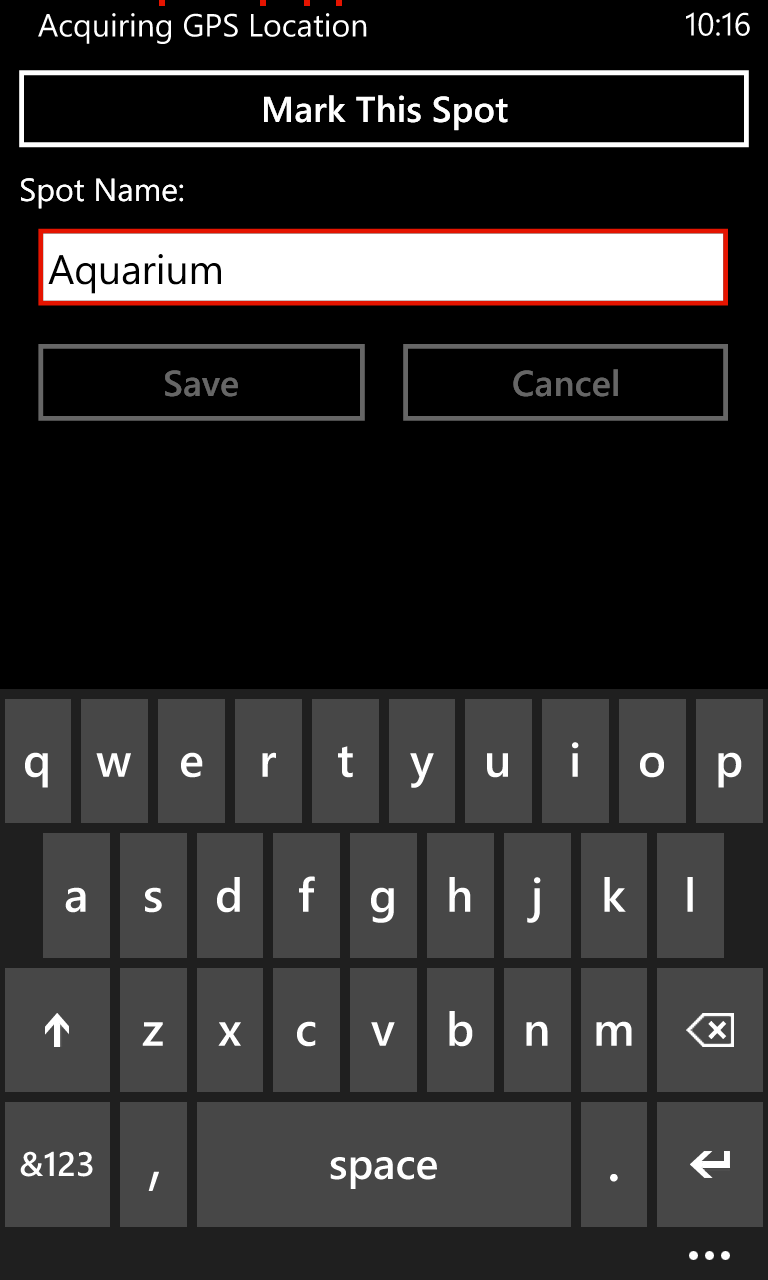 Acquiring GPS Location 10:16
Mark This Spot
Spot Name:
Aquarium
Save Cancel
q w e r t y u i o p
a s d f g h j k l
z x c v b n m
&123 , space .